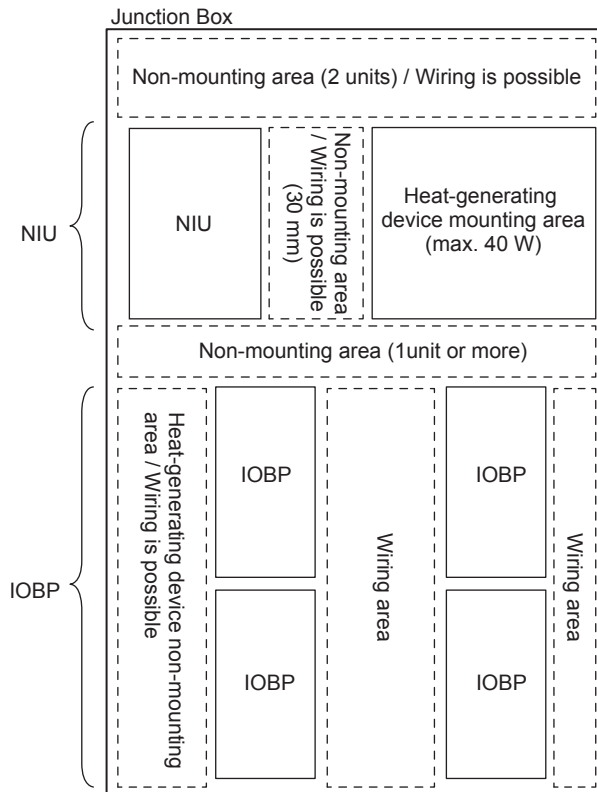 Junction Box
Non-mounting area (2 units) / Wiring is possible
NIU
NIU
Non-mounting area
/ Wiring is possible
(30 mm)
Heat-generating
device mounting area
(max. 40 W)
Non-mounting area (1unit or more)
IOBP
Heat-generating device non-mounting
area / Wiring is possible
IOBP
IOBP
Wiring area
IOBP
IOBP
Wiring area